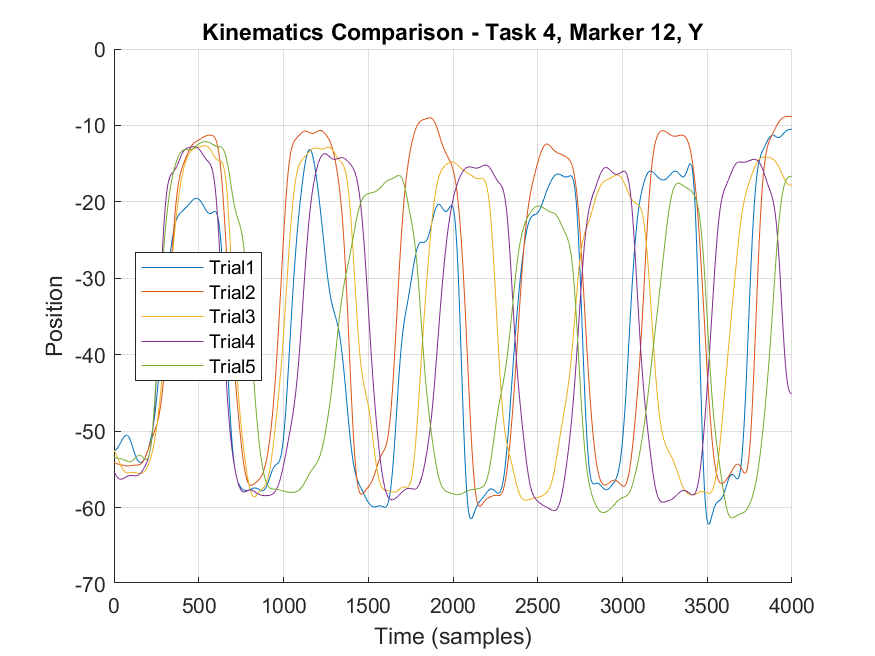 Kinematics Comparison - Task 4, Marker 12, Y
0
-10
-20
-30
-40
-50
-60
-70
Position
Trial1
Trial2
Trial3
Trial4
Trial5
0 500 1000 1500 2000 2500 3000 3500 4000
Time (samples)